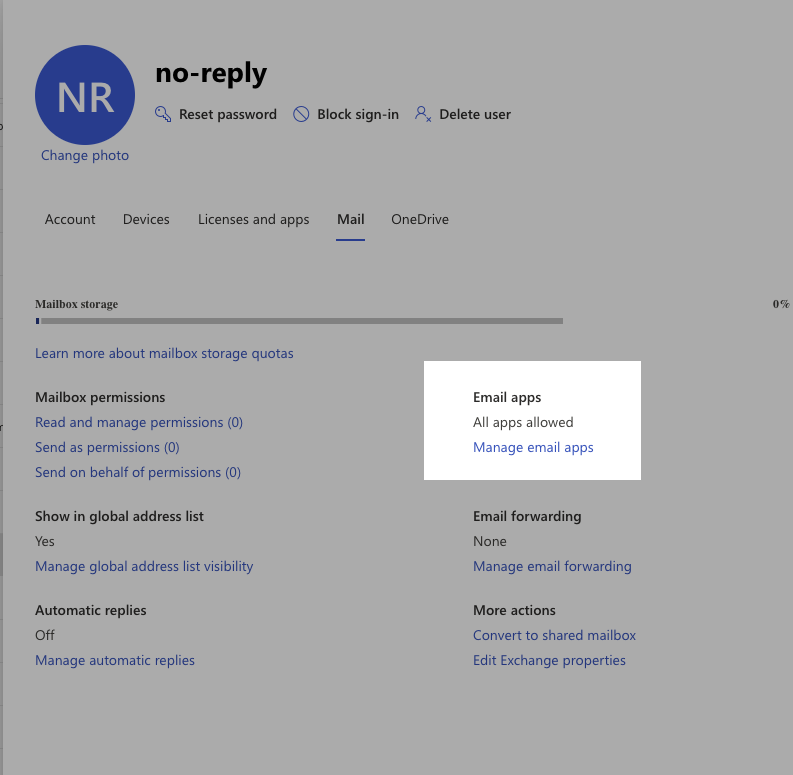 NR
no-reply
Reset password Block sign-in Delete user
Change photo
Account Devices Licenses and apps Mail OneDrive
Mailbox storage 0%
Learn more about mailbox storage quotas
Mailbox permissions
Read and manage permissions (0)
Send as permissions (0)
Send on behalf of permissions (0)
Email apps
All apps allowed
Manage email apps
Show in global address list
Yes
Manage global address list visibility
Email forwarding
None
Manage email forwarding
Automatic replies
Off
Manage automatic replies
More actions
Convert to shared mailbox
Edit Exchange properties